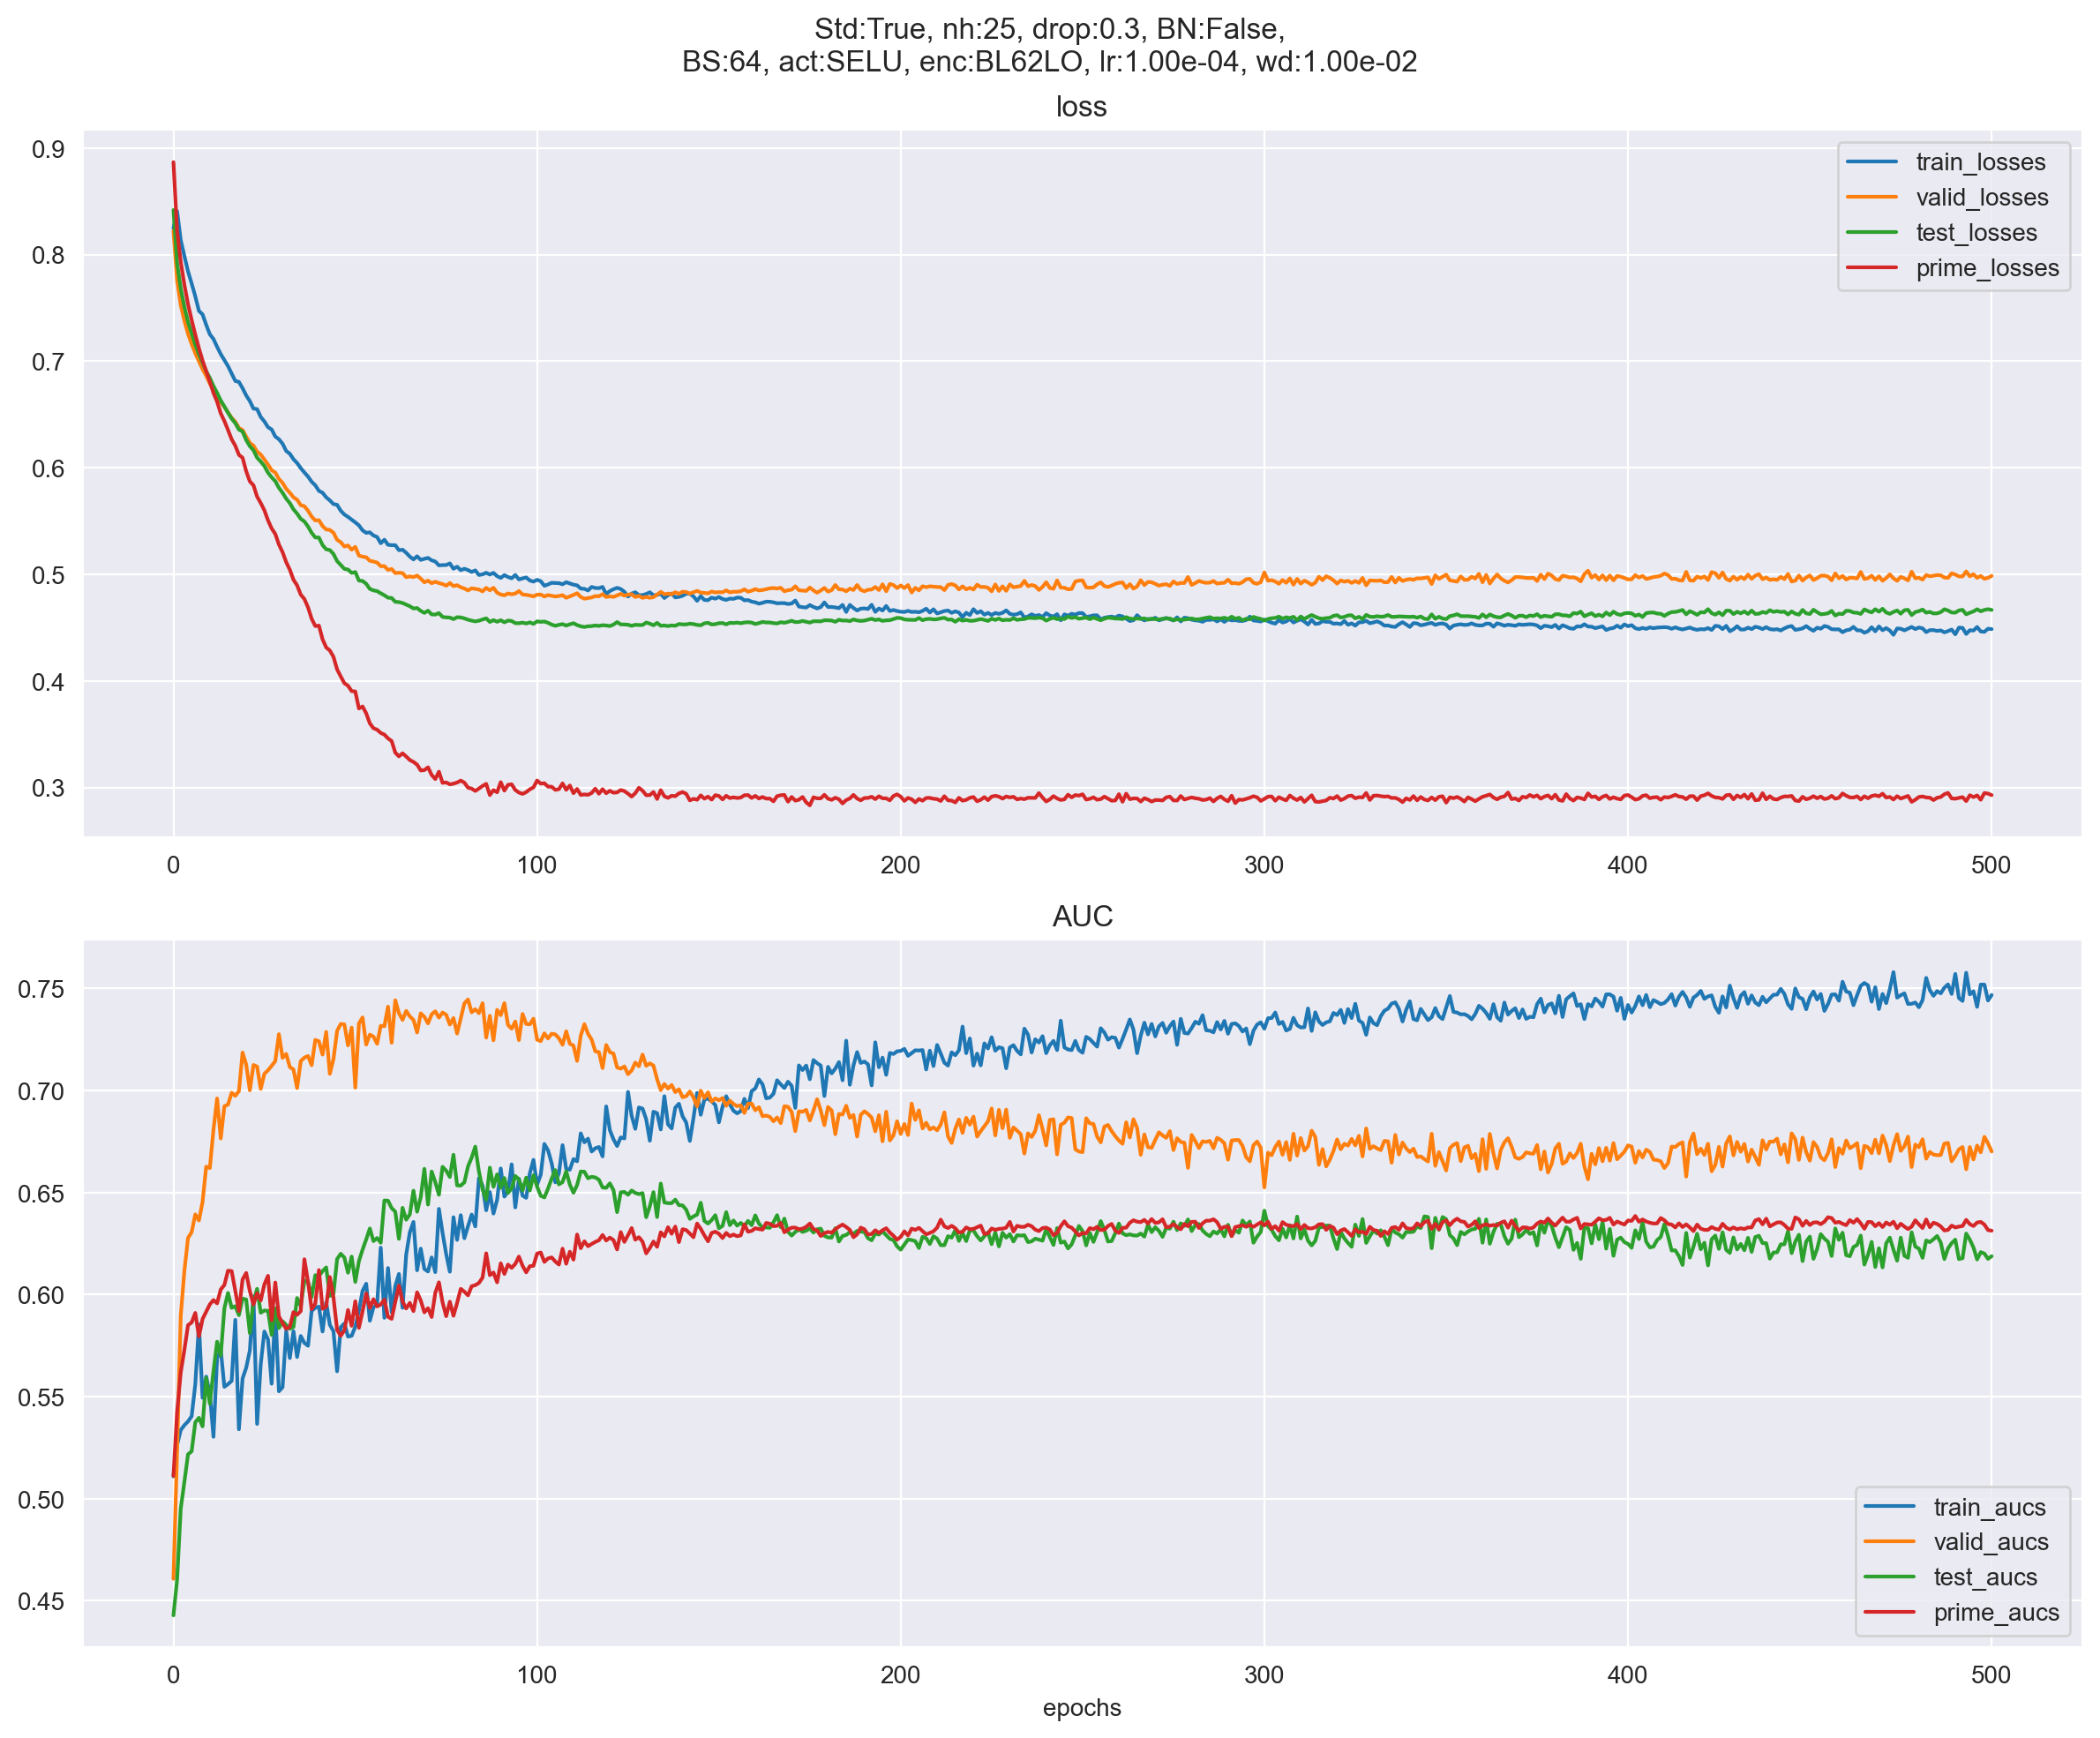 Std:True, nh:25, drop:0.3, BN:False,
BS:64, act:SELU, enc:BL62LO, lr:1.00e-04, wd:1.00e-02
loss
0.9
0.8
0.7
0.6
0.5
0.4
0.3
train_losses
valid_losses
test_losses
prime_losses
0 100 200 300 400 500
AUC
0.75
0.70
0.65
0.60
0.55
0.50
0.45
train_aucs
valid_aucs
test_aucs
prime_aucs
0 100 200 300 400 500
epochs